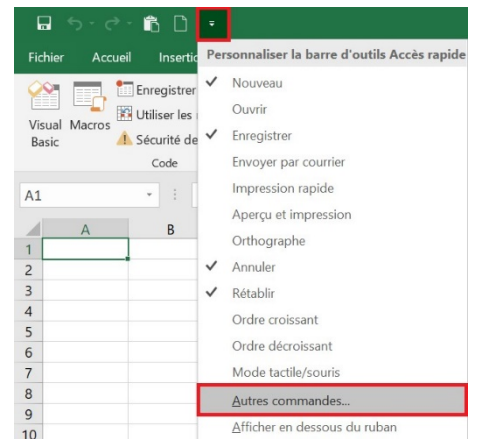 Fichier Accueil Insertio
Personnaliser la barre d'outils Accès rapide
Nouveau
Ouvrir
Enregistrer
Envoyer par courrier
Impression rapide
Aperçu et impression
Orthographe
Annuler
Rétablir
Ordre croissant
Ordre décroissant
Mode tactile/souris
Autres commandes...
Afficher en dessous du ruban
Visual Basic
Macros
Enregistrer
Utiliser les
Sécurité de
Code
A1
A B
1
2
3
4
5
6
7
8
9
10